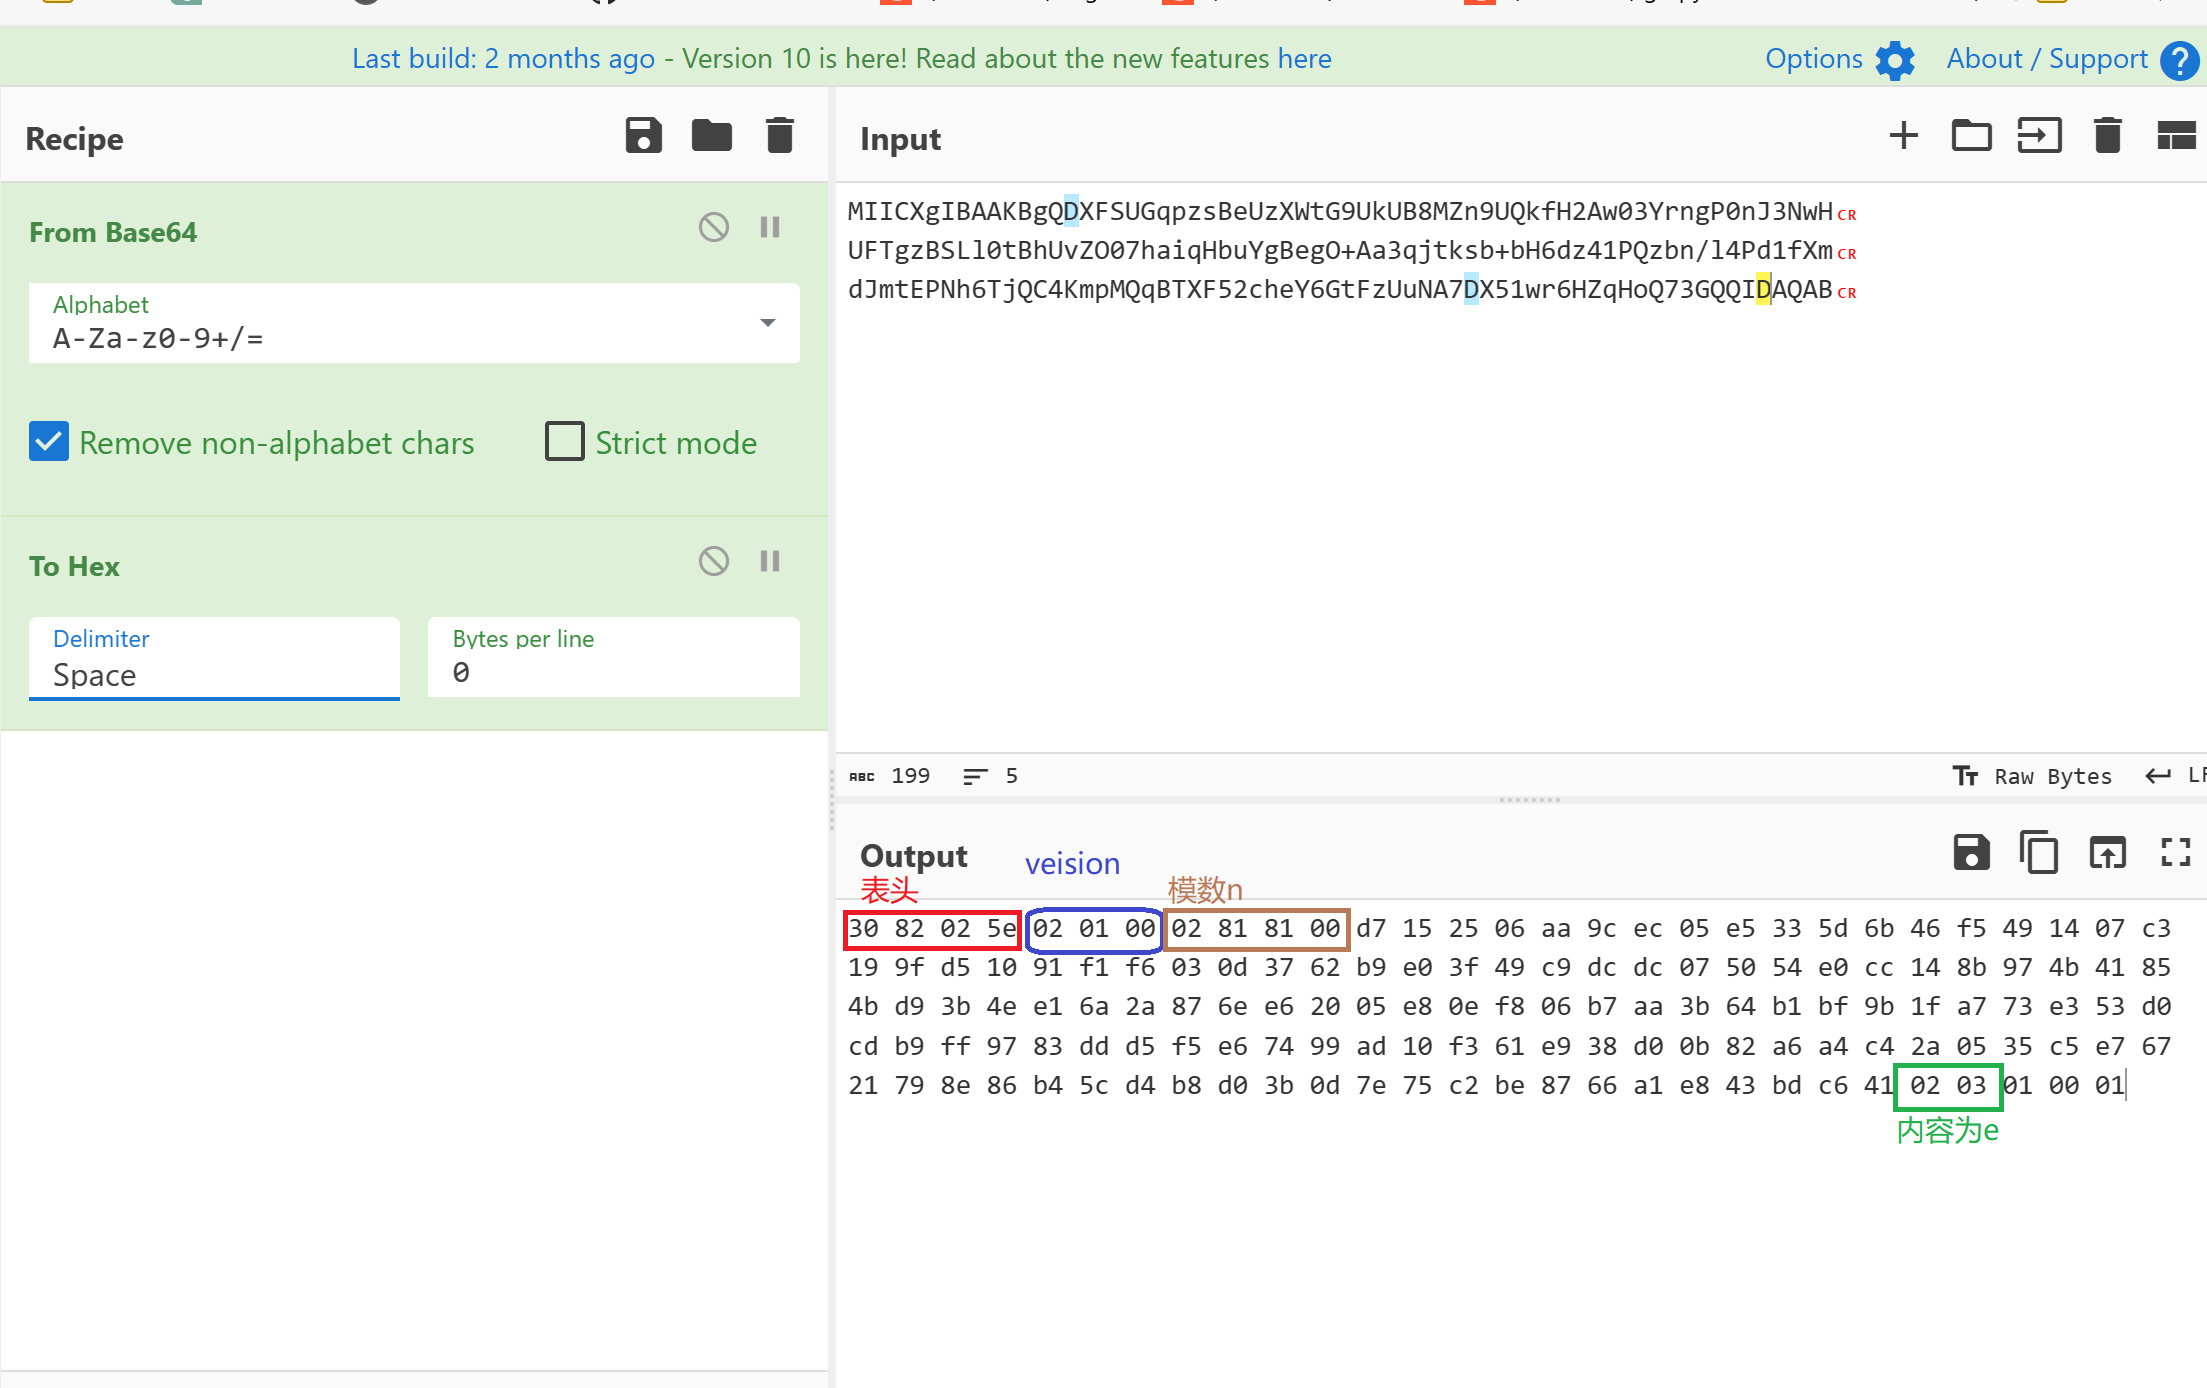 Last build: 2 months ago - Version 10 is here! Read about the new features here
Options
About / Support
Recipe
Input
From Base64
Alphabet
A-Za-z0-9+/=
Remove non-alphabet chars
Strict mode
To Hex
Delimiter
Space
Bytes per line
0
MIICXgIBAAKBgQDXFSUGqpzsBeUzXWtG9UkUB8MZn9UQkfH2Aw03YrngP0nJ3NwH CR
UFTgzBSLl0tBhUvZO07haiqHbuYgBegO+Aa3qjtksb+bH6dz41PQzbn/l4Pd1fXm CR
dJmtEPNh6TjQC4KmpMQqBTXF52cheY6GtFzUuNA7DX51wr6HZqHoQ73GQQIDAQAB CR
ABC 199 5
Raw Bytes
LF
Output
veision
表头
模数n
30 82 02 5e 02 01 00 02 81 81 00 d7 15 25 06 aa 9c ec 05 e5 33 5d 6b 46 f5 49 14 07 c3
19 9f d5 10 91 f1 f6 03 0d 37 62 b9 e0 3f 49 c9 dc dc 07 50 54 e0 cc 14 8b 97 4b 41 85
4b d9 3b 4e e1 6a 2a 87 6e e6 20 05 e8 0e f8 06 b7 aa 3b 64 b1 bf 9b 1f a7 73 e3 53 d0
cd b9 ff 97 83 dd d5 f5 e6 74 99 ad 10 f3 61 e9 38 d0 0b 82 a6 a4 c4 2a 05 35 c5 e7 67
21 79 8e 86 b4 5c d4 b8 d0 3b 0d 7e 75 c2 be 87 66 a1 e8 43 bd c6 41 02 03 01 00 01
内容为e